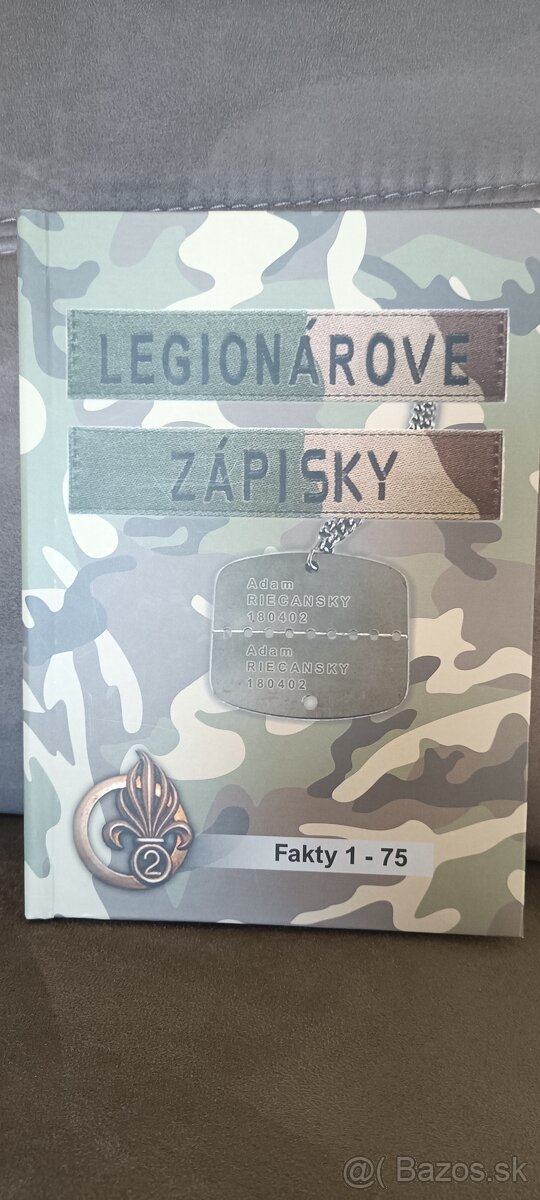 LEGIONÁROVE
ZÁPISKY
Adam
RIECANSKY
180402
Adam
RIECANSKY
180402
2
Fakty 1 - 75
@( Bazos.sk